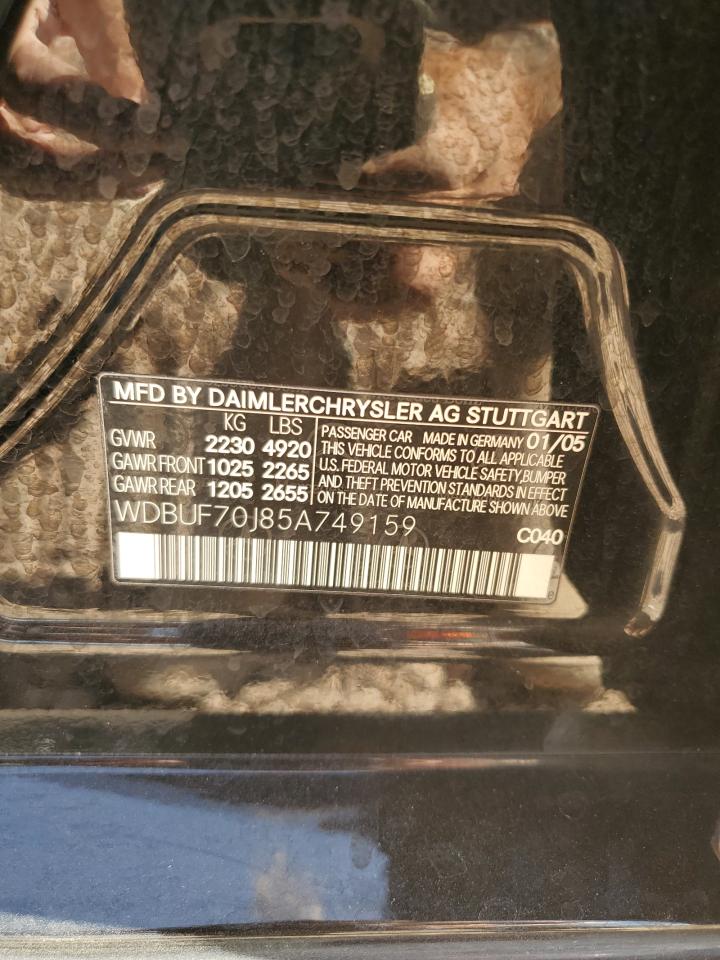 MFD BY DAIMLERCHRYSLER AG STUTTGART
KG LBS
GVWR 2230 4920
GAWR FRONT 1025 2265
GAWR REAR 1205 2655
PASSENGER CAR MADE IN GERMANY 01/05
THIS VEHICLE CONFORMS TO ALL APPLICABLE
U.S. FEDERAL MOTOR VEHICLE SAFETY, BUMPER
AND THEFT PREVENTION STANDARDS IN EFFECT
ON THE DATE OF MANUFACTURE SHOWN ABOVE
WDBUF70J85A749159
C040